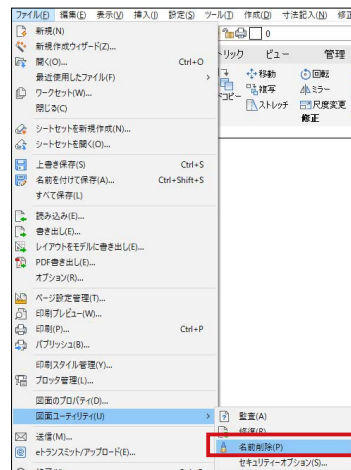 ファイル(F) 編集(E) 表示(V) 挿入(I) 設定(S) ツール(T) 作成(D) 寸法記入(N) 修正
新規(N)
新規作成ウィザード(Z)...
開く(O)... Ctrl+O
最近使用したファイル(F)
ワークセット(W)...
閉じる(C)
シートセットを新規作成(N)...
シートセットを開く(O)...
上書き保存(S) Ctrl+S
名前を付けて保存(A)... Ctrl+Shift+S
すべて保存(L)
読み込み(E)...
書き出し(E)...
レイアウトをモデルに書き出し(E)...
PDF書き出し(E)...
オプション(R)...
ページ設定管理(T)...
印刷プレビュー(W)...
印刷(P)... Ctrl+P
パブリッシュ(B)...
印刷スタイル管理(Y)...
プロッタ管理(L)...
図面のプロパティ(D)...
図面ユーティリティ(U)
送信(M)...
eトランスミット/アップロード(E)...
0
トリック ビュー 管理
移動 回転
複写 ミラー
ドコピー
ストレッチ 尺度変更
修正
監査(A)
修復(R)
名前削除(P)
セキュリティーオプション(S)...